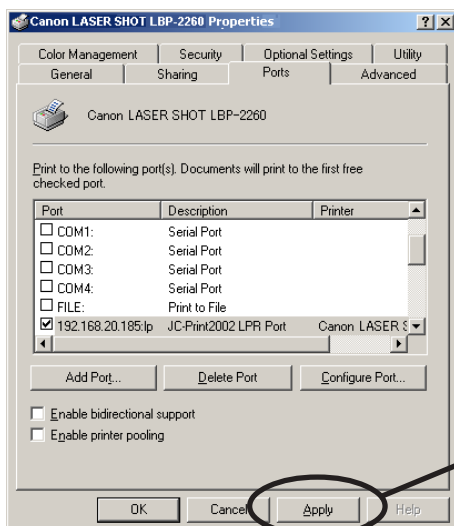 Canon LASER SHOT LBP-2260 Properties
Color Management Security Optional Settings Utility
General Sharing Ports Advanced
Canon LASER SHOT LBP-2260
Print to the following port(s). Documents will print to the first free
checked port.
Port Description Printer
COM1: Serial Port
COM2: Serial Port
COM3: Serial Port
COM4: Serial Port
FILE: Print to File
192.168.20.185:lp JC-Print2002 LPR Port Canon LASER S
Add Port... Delete Port Configure Port...
Enable bidirectional support
Enable printer pooling
OK Cancel Apply Help